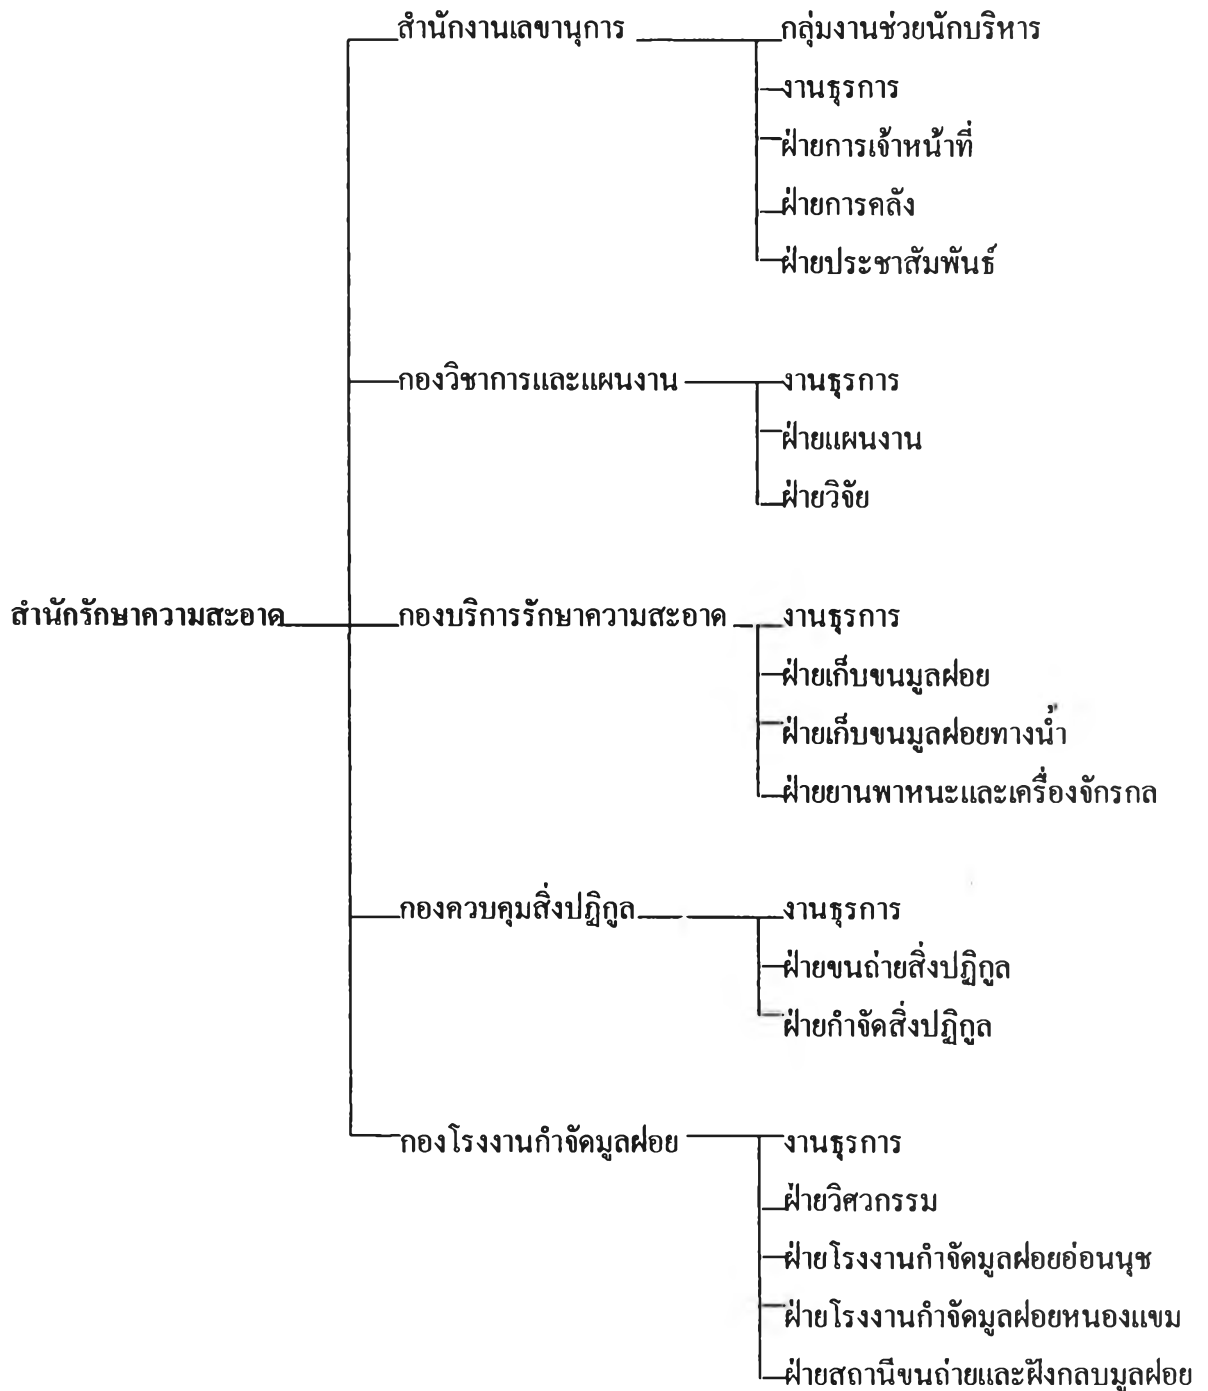 สำนักรักษาความสะอาด
สำนักงานเลขานุการ
กลุ่มงานช่วยนักบริหาร
งานธุรการ
ฝ่ายการเจ้าหน้าที่
ฝ่ายการคลัง
ฝ่ายประชาสัมพันธ์
กองวิชาการและแผนงาน
งานธุรการ
ฝ่ายแผนงาน
ฝ่ายวิจัย
กองบริการรักษาความสะอาด
งานธุรการ
ฝ่ายเก็บขนมูลฝอย
ฝ่ายเก็บขนมูลฝอยทางน้ำ
ฝ่ายยานพาหนะและเครื่องจักรกล
กองควบคุมสิ่งปฏิกูล
งานธุรการ
ฝ่ายขนถ่ายสิ่งปฏิกูล
ฝ่ายกำจัดสิ่งปฏิกูล
กองโรงงานกำจัดมูลฝอย
งานธุรการ
ฝ่ายวิศวกรรม
ฝ่ายโรงงานกำจัดมูลฝอยอ่อนนุช
ฝ่ายโรงงานกำจัดมูลฝอยหนองแขม
ฝ่ายสถานีขนถ่ายและฝังกลบมูลฝอย